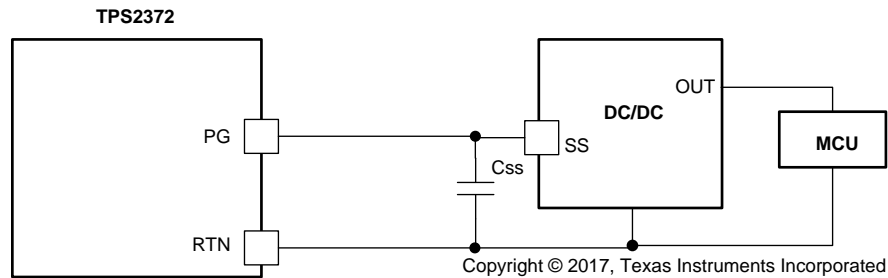 TPS2372
OUT
DC/DC
PG
SS
MCU
Css
RTN
Copyright © 2017, Texas Instruments Incorporated